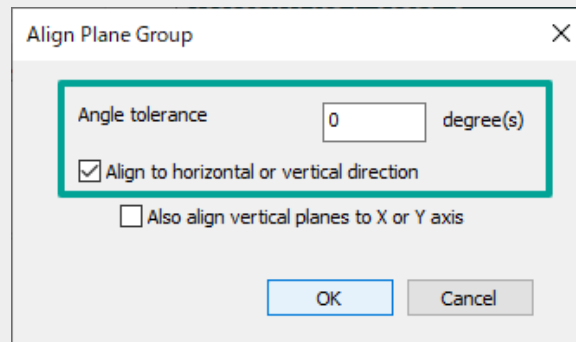 Align Plane Group
Angle tolerance 0 degree(s)
Align to horizontal or vertical direction
Also align vertical planes to X or Y axis
OK Cancel